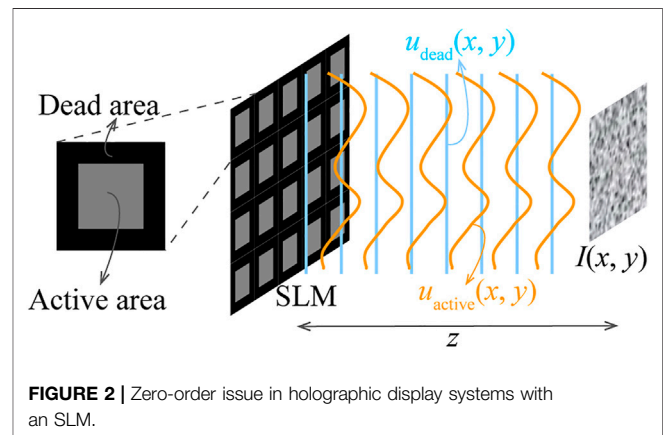 u_dead(x, y)
Dead area
Active area
SLM
I(x, y)
u_active(x, y)
z
FIGURE 2 | Zero-order issue in holographic display systems with
an SLM.